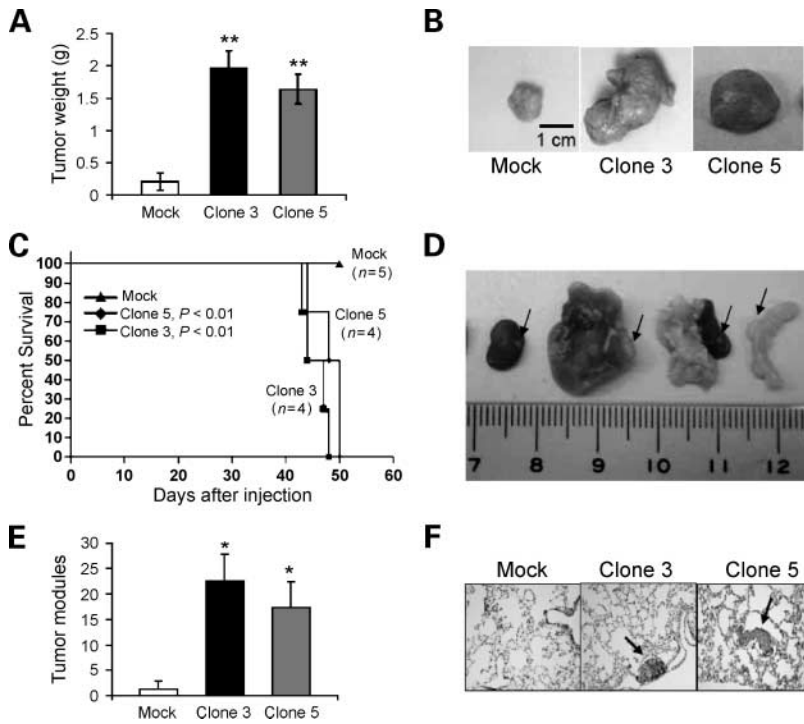 A
Tumor weight (g)
2.5
2
1.5
1
0.5
0
**
**
Mock Clone 3 Clone 5
B
1 cm
Mock Clone 3 Clone 5
C
Percent Survival
100
90
80
70
60
50
40
30
20
10
0
0 10 20 30 40 50 60
Days after injection
Mock
(n=5)
Mock
Clone 5, P < 0.01
Clone 3, P < 0.01
Clone 5
(n=4)
Clone 3
(n=4)
D
7 8 9 10 11 12
E
Tumor modules
30
25
20
15
10
5
0
*
*
Mock Clone 3 Clone 5
F
Mock Clone 3 Clone 5